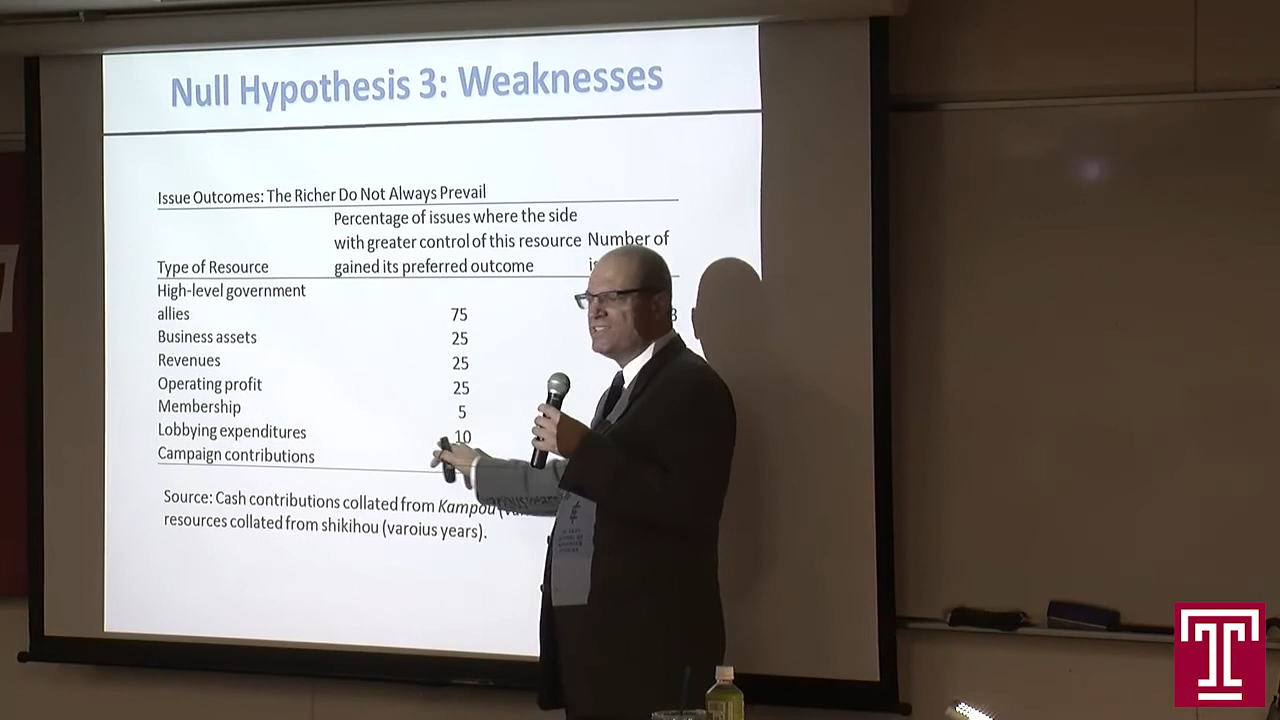 Null Hypothesis 3: Weaknesses
Issue Outcomes: The Richer Do Not Always Prevail
Percentage of issues where the side
with greater control of this resource Number of
Type of Resource gained its preferred outcome
High-level government
allies 75
Business assets 25
Revenues 25
Operating profit 25
Membership 5
Lobbying expenditures 10
Campaign contributions
Source: Cash contributions collated from Kampou
resources collated from shikihou (varoius years).
T